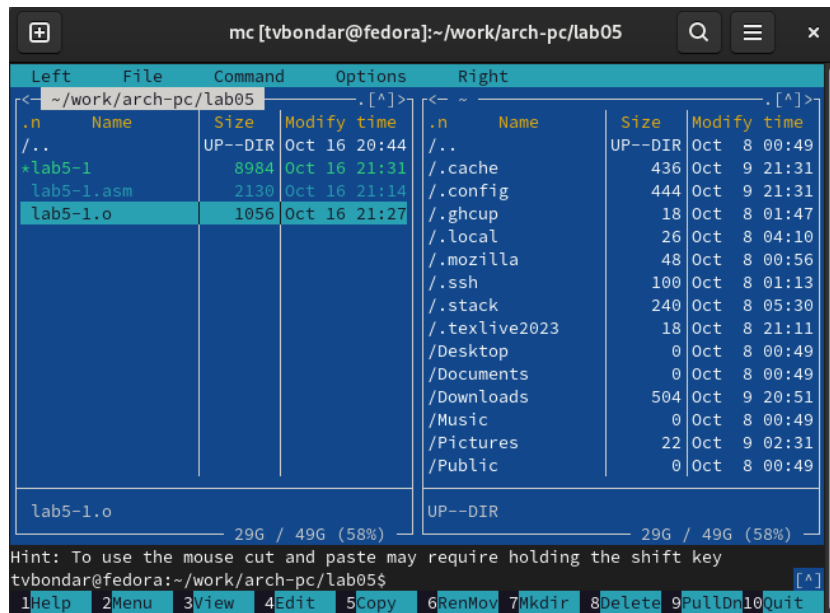 mc [tvbondar@fedora]:~/work/arch-pc/lab05
Left File Command Options Right
<- ~/work/arch-pc/lab05 .[^]>
.n Name Size Modify time
/.. UP--DIR Oct 16 20:44
*lab5-1 8984 Oct 16 21:31
lab5-1.asm 2130 Oct 16 21:14
lab5-1.o 1056 Oct 16 21:27
lab5-1.o
29G / 49G (58%)
<- ~ .[^]>
.n Name Size Modify time
/.. UP--DIR Oct 8 00:49
/.cache 436 Oct 9 21:31
/.config 444 Oct 9 21:31
/.ghcup 18 Oct 8 01:47
/.local 26 Oct 8 04:10
/.mozilla 48 Oct 8 00:56
/.ssh 100 Oct 8 01:13
/.stack 240 Oct 8 05:30
/.texlive2023 18 Oct 8 21:11
/Desktop 0 Oct 8 00:49
/Documents 0 Oct 8 00:49
/Downloads 504 Oct 9 20:51
/Music 0 Oct 8 00:49
/Pictures 22 Oct 9 02:31
/Public 0 Oct 8 00:49
UP--DIR
29G / 49G (58%)
Hint: To use the mouse cut and paste may require holding the shift key
tvbondar@fedora:~/work/arch-pc/lab05$ [^]
1Help 2Menu 3View 4Edit 5Copy 6RenMov 7Mkdir 8Delete 9PullDn 10Quit